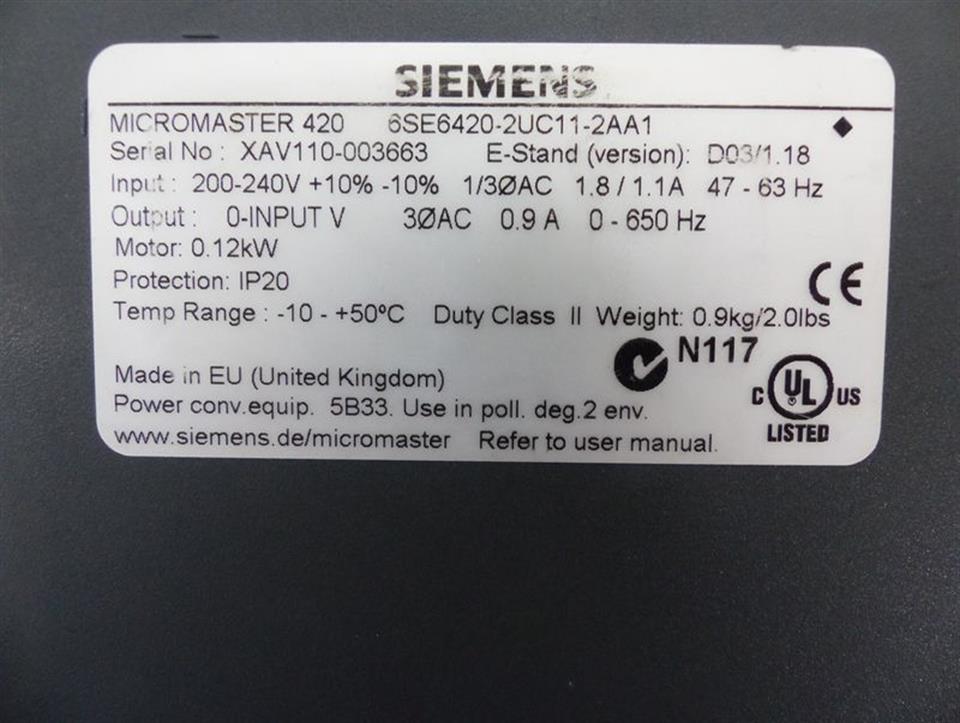 SIEMENS
MICROMASTER 420 6SE6420-2UC11-2AA1
Serial No : XAV110-003663 E-Stand (version): D03/1.18
Input : 200-240V +10% -10% 1/3ØAC 1.8 / 1.1A 47 - 63 Hz
Output : 0-INPUT V 3ØAC 0.9 A 0 - 650 Hz
Motor: 0.12kW
Protection: IP20
CE
Temp Range : -10 - +50°C Duty Class II Weight: 0.9kg/2.0lbs
N117
Made in EU (United Kingdom)
C UL US
Power conv.equip. 5B33. Use in poll. deg.2 env.
LISTED
www.siemens.de/micromaster Refer to user manual.